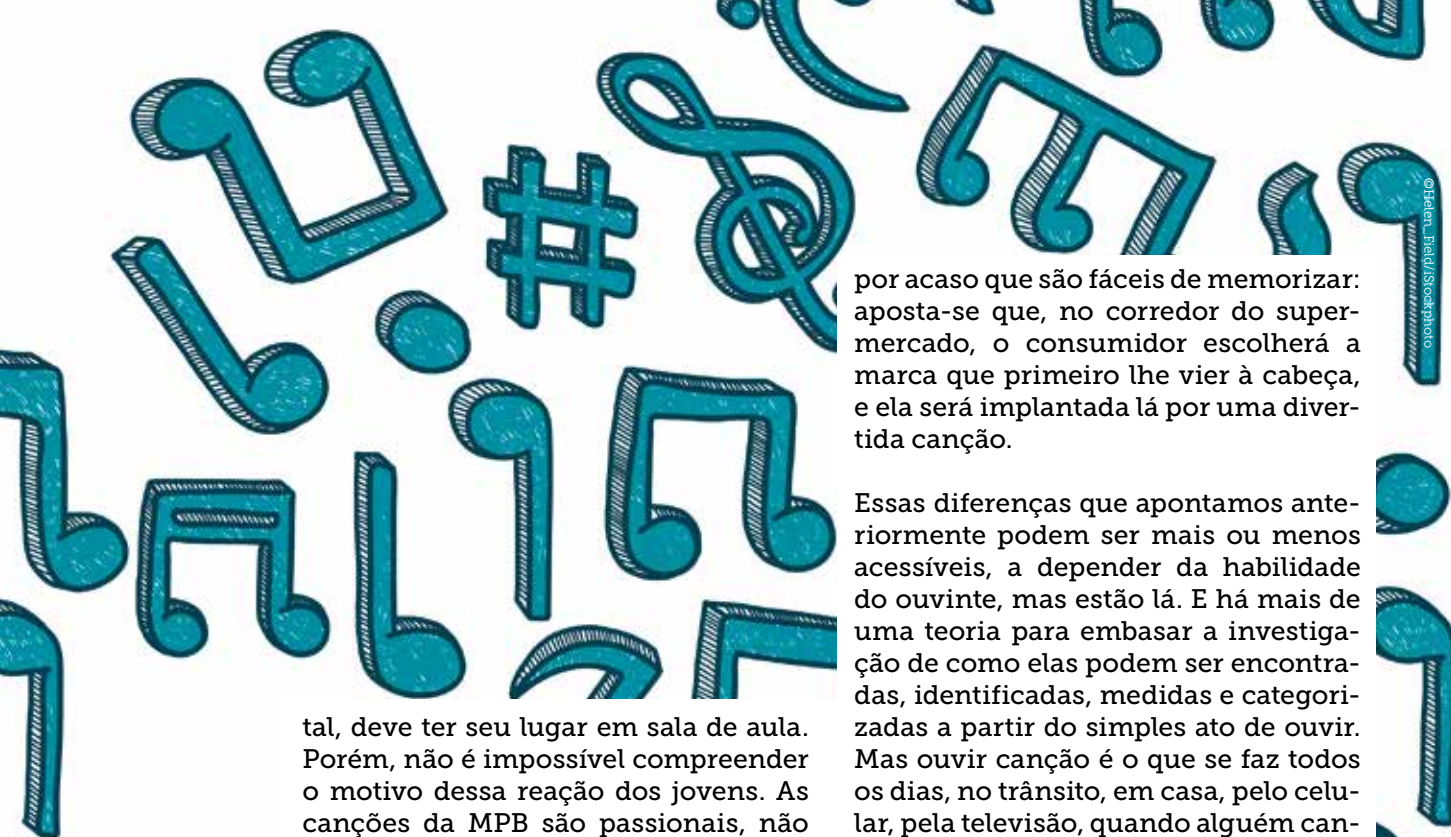 tal, deve ter seu lugar em sala de aula.
Porém, não é impossível compreender
o motivo dessa reação dos jovens. As
canções da MPB são passionais, não
por acaso que são fáceis de memorizar:
aposta-se que, no corredor do super-
mercado, o consumidor escolherá a
marca que primeiro lhe vier à cabeça,
e ela será implantada lá por uma diver-
tida canção.
Essas diferenças que apontamos ante-
riormente podem ser mais ou menos
acessíveis, a depender da habilidade
do ouvinte, mas estão lá. E há mais de
uma teoria para embasar a investiga-
ção de como elas podem ser encontra-
das, identificadas, medidas e categori-
zadas a partir do simples ato de ouvir.
Mas ouvir canção é o que se faz todos
os dias, no trânsito, em casa, pelo celu-
lar, pela televisão, quando alguém can-
©Helen_Field/iStockphoto